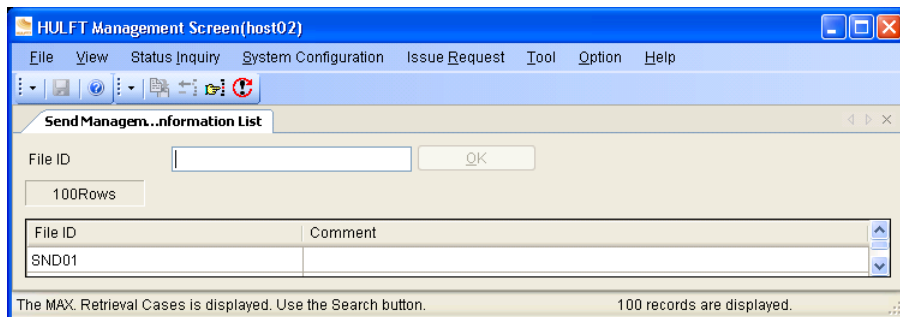 HULFT Management Screen(host02)
File View Status Inquiry System Configuration Issue Request Tool Option Help
Send Managem...nformation List
File ID OK
100Rows
File ID Comment
SND01
The MAX. Retrieval Cases is displayed. Use the Search button. 100 records are displayed.